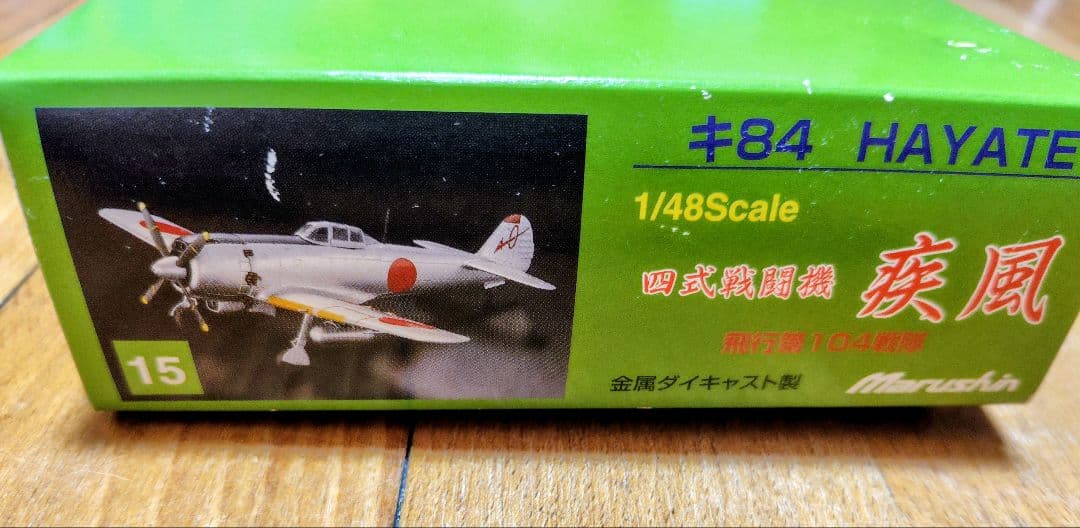 キ84 HAYATE
1/48Scale
四式戦闘機 疾風
飛行第104戦隊
金属ダイキャスト製 Marushin
15